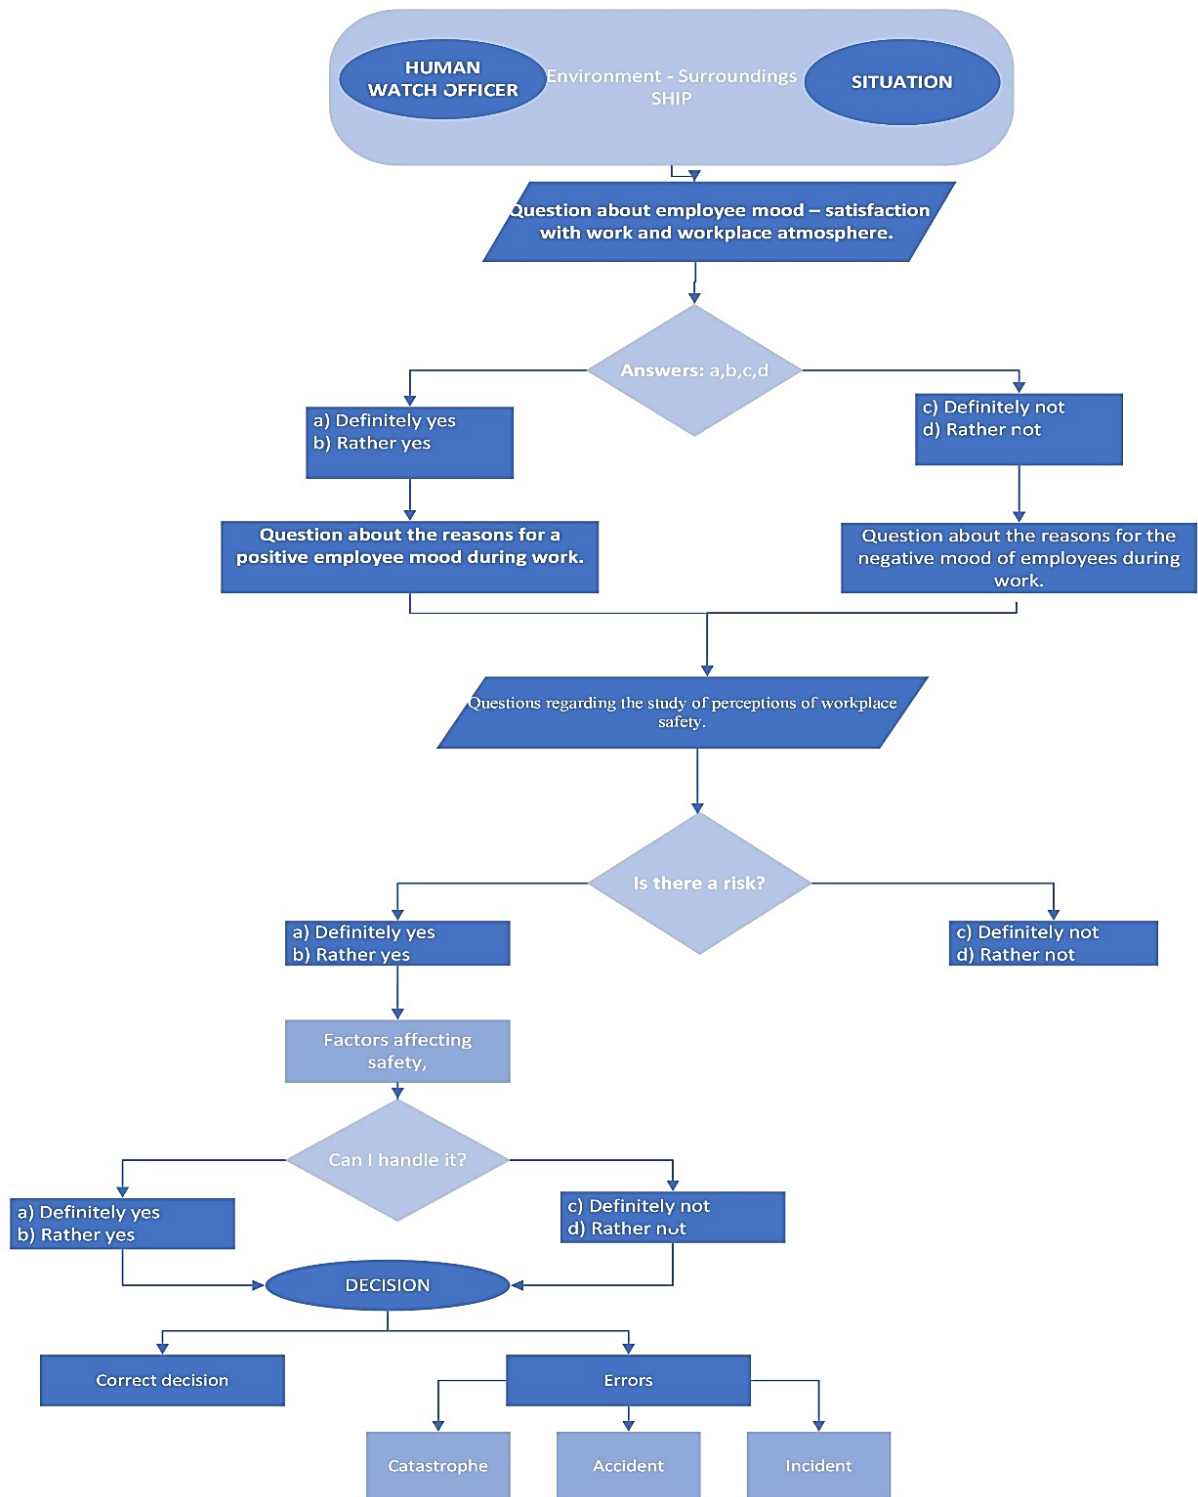 HUMAN
WATCH OFFICER
Environment - Surroundings
SHIP
SITUATION
Question about employee mood – satisfaction
with work and workplace atmosphere.
Answers: a,b,c,d
a) Definitely yes
b) Rather yes
c) Definitely not
d) Rather not
Question about the reasons for a
positive employee mood during work.
Question about the reasons for the
negative mood of employees during
work.
Questions regarding the study of perceptions of workplace
safety.
Is there a risk?
a) Definitely yes
b) Rather yes
c) Definitely not
d) Rather not
Factors affecting
safety,
Can I handle it?
a) Definitely yes
b) Rather yes
c) Definitely not
d) Rather not
DECISION
Correct decision
Errors
Catastrophe
Accident
Incident